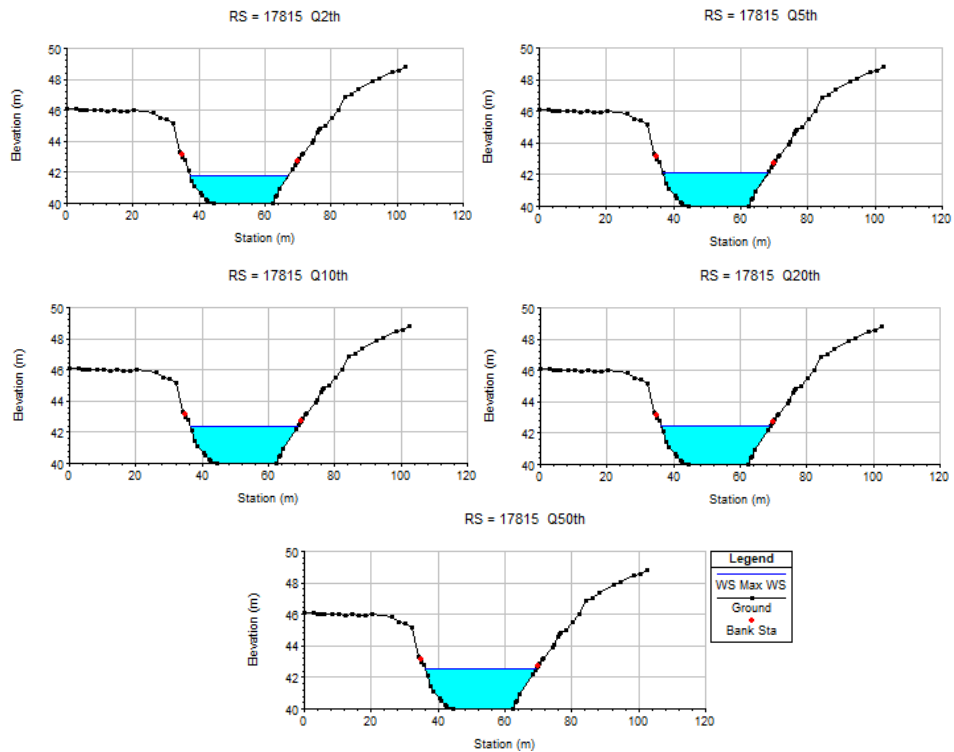 RS = 17815 Q2th
50
48
46
44
42
40
Elevation (m)
0 20 40 60 80 100 120
Station (m)
RS = 17815 Q5th
50
48
46
44
42
40
Elevation (m)
0 20 40 60 80 100 120
Station (m)
RS = 17815 Q10th
50
48
46
44
42
40
Elevation (m)
0 20 40 60 80 100 120
Station (m)
RS = 17815 Q20th
50
48
46
44
42
40
Elevation (m)
0 20 40 60 80 100 120
Station (m)
RS = 17815 Q50th
50
48
46
44
42
40
Elevation (m)
0 20 40 60 80 100 120
Station (m)
Legend
WS Max WS
Ground
Bank Sta